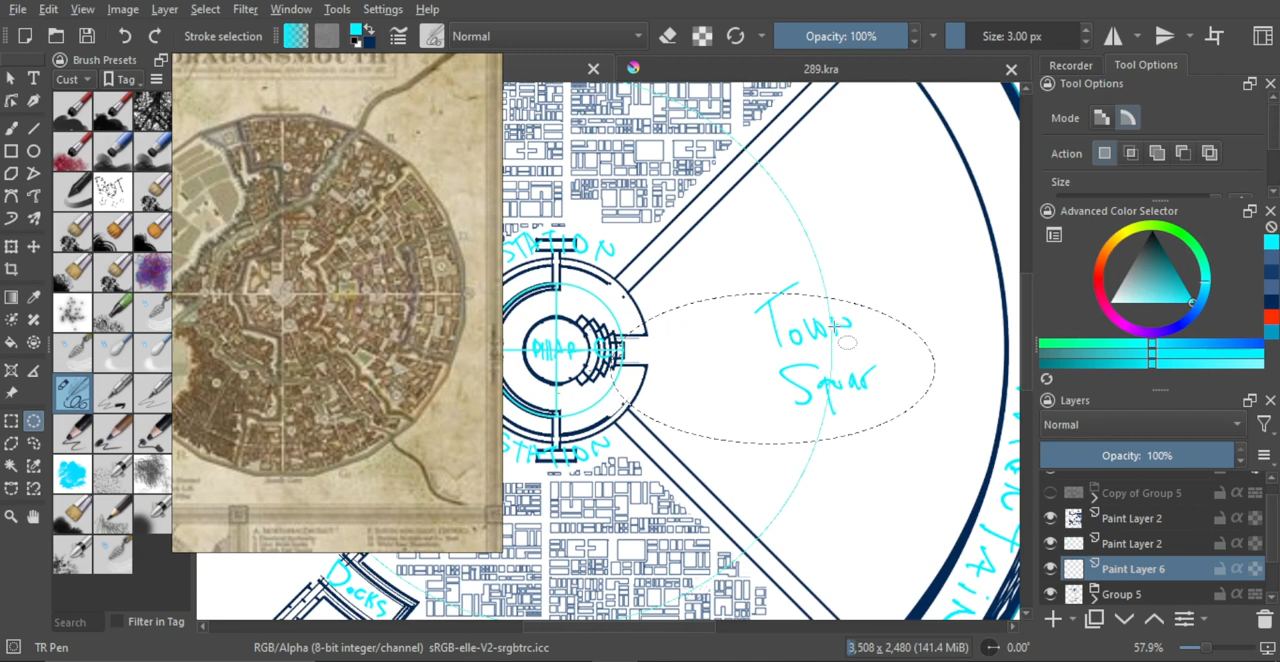 File Edit View Image Layer Select Filter Window Tools Settings Help
Stroke selection
Normal
Opacity: 100%
Size: 3.00 px
Brush Presets
Cust
Tag
DRAGONSMOUTH
289.kra
Recorder
Tool Options
Tool Options
Mode
Action
Size
Advanced Color Selector
STATION
PILLAR
Town
Squar
STATION
Docks
Layers
Normal
Opacity: 100%
Copy of Group 5
Paint Layer 2
Paint Layer 2
Paint Layer 6
Group 5
Search
Filter in Tag
TR Pen
RGB/Alpha (8-bit integer/channel) sRGB-elle-V2-srgbtrc.icc
3,508 x 2,480 (141.4 MiB)
0.00°
57.9%